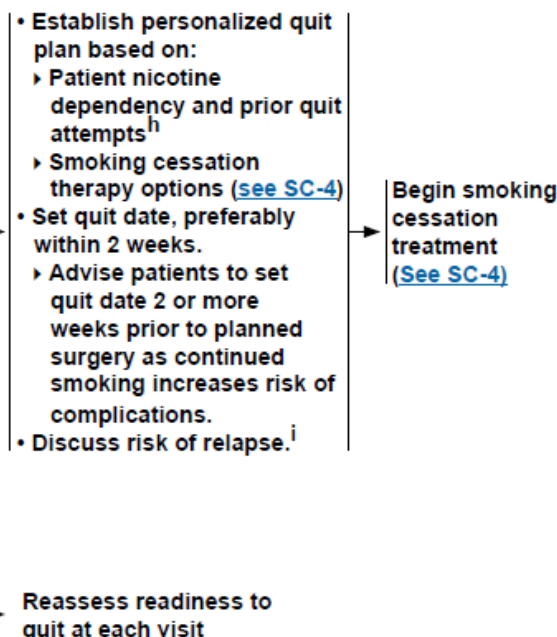 • Establish personalized quit
plan based on:
▸ Patient nicotine
dependency and prior quit
attemptsh
▸ Smoking cessation
therapy options (see SC-4)
• Set quit date, preferably
within 2 weeks.
▸ Advise patients to set
quit date 2 or more
weeks prior to planned
surgery as continued
smoking increases risk of
complications.
• Discuss risk of relapse.i
Begin smoking
cessation
treatment
(See SC-4)
Reassess readiness to
quit at each visit